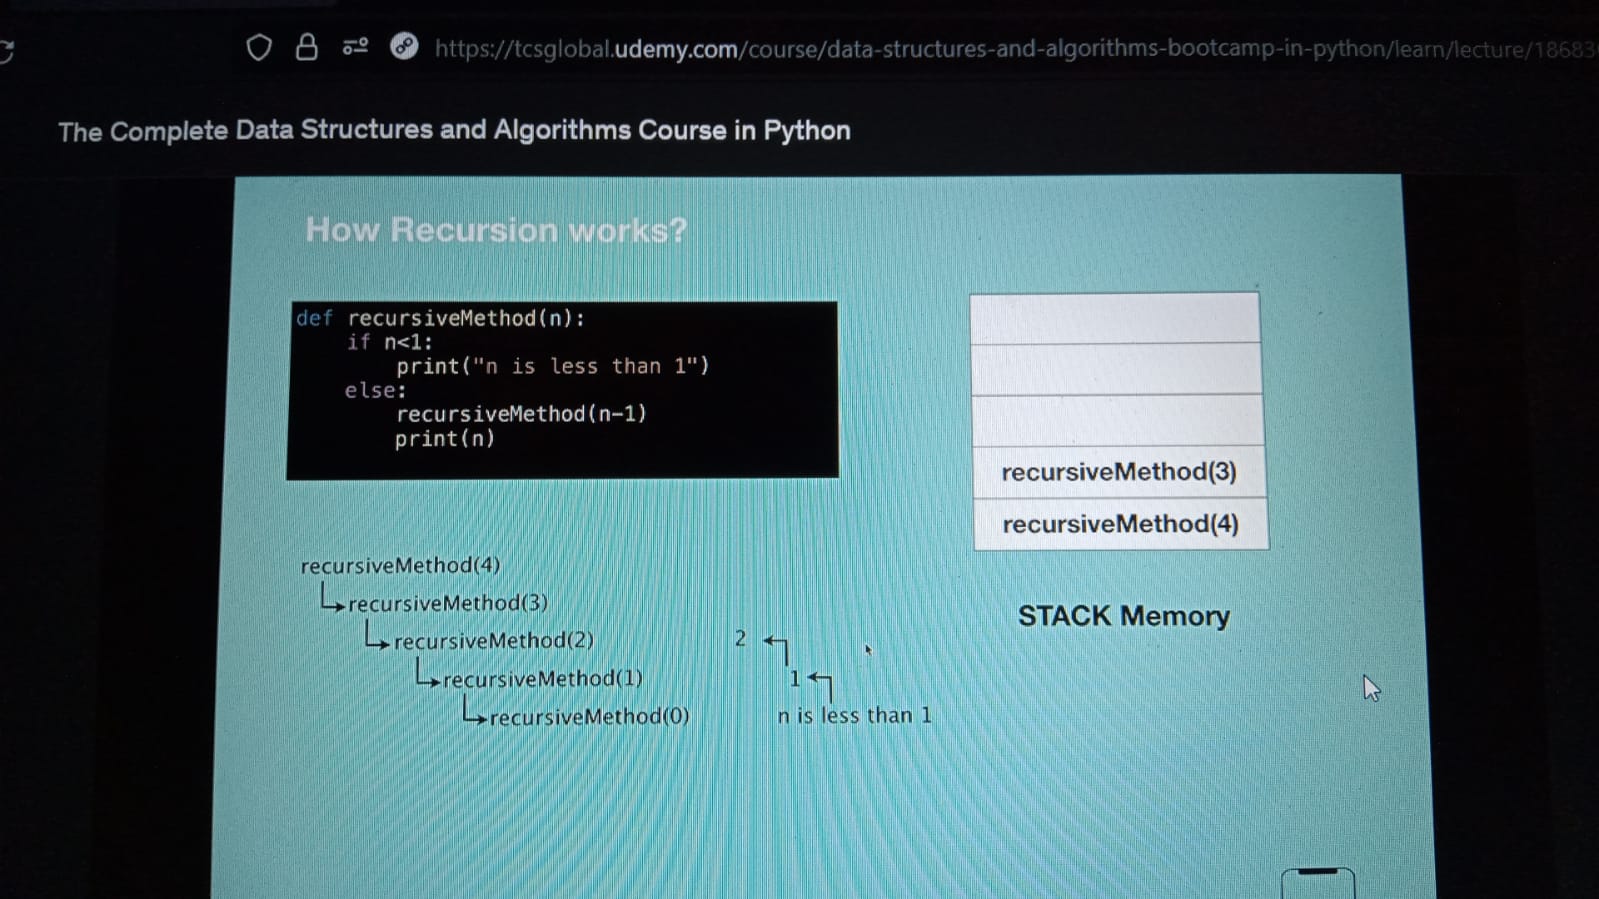 https://tcsglobal.udemy.com/course/data-structures-and-algorithms-bootcamp-in-python/learn/lecture/18683
The Complete Data Structures and Algorithms Course in Python
How Recursion works?
def recursiveMethod(n):
    if n<1:
        print("n is less than 1")
    else:
        recursiveMethod(n-1)
        print(n)
recursiveMethod(3)
recursiveMethod(4)
STACK Memory
recursiveMethod(4)
recursiveMethod(3)
recursiveMethod(2) 2
recursiveMethod(1) 1
recursiveMethod(0) n is less than 1